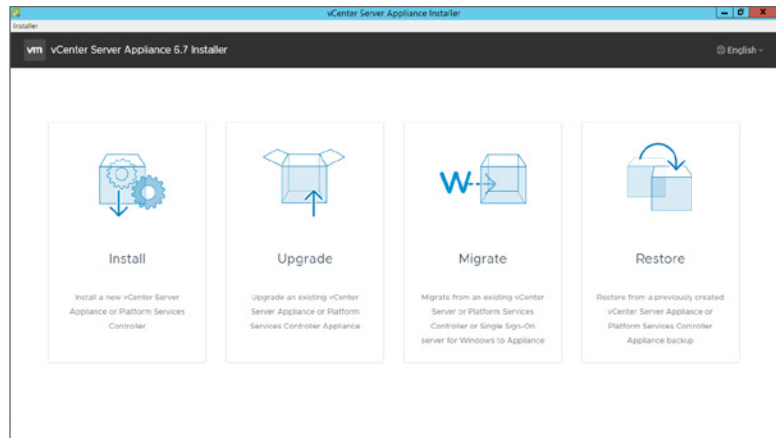 vCenter Server Appliance Installer
Installer
vm vCenter Server Appliance 6.7 Installer
English
Install
Install a new vCenter Server
Appliance or Platform Services
Controller
Upgrade
Upgrade an existing vCenter
Server Appliance or Platform
Services Controller Appliance
Migrate
Migrate from an existing vCenter
Server or Platform Services
Controller or Single Sign-On
server for Windows to Appliance
Restore
Restore from a previously created
vCenter Server Appliance or
Platform Services Controller
Appliance backup